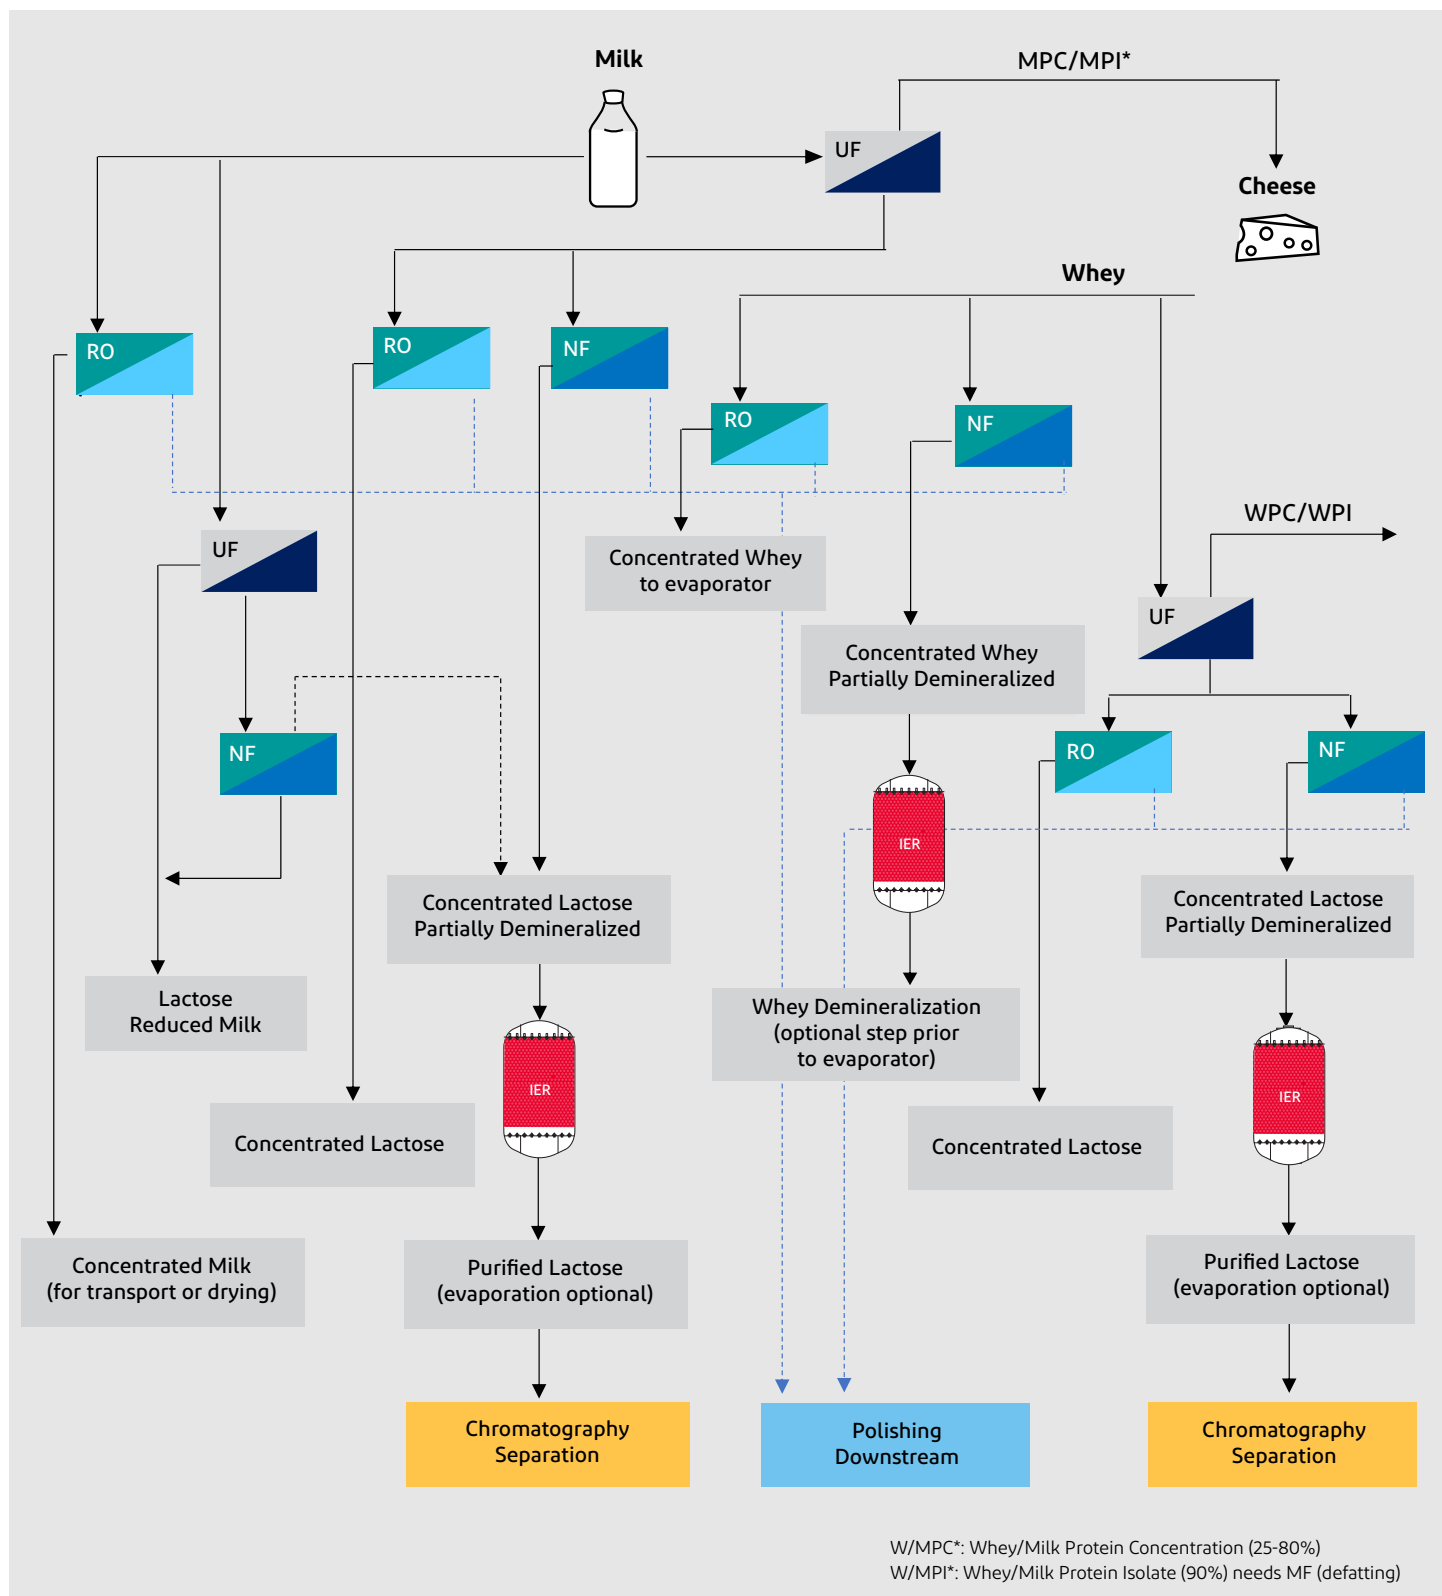 Milk
MPC/MPI*
UF
Cheese
Whey
RO
RO
NF
RO
NF
WPC/WPI
UF
Concentrated Whey
to evaporator
UF
Concentrated Whey
Partially Demineralized
NF
RO
NF
IER
Concentrated Lactose
Partially Demineralized
Concentrated Lactose
Partially Demineralized
Lactose
Reduced Milk
Whey Demineralization
(optional step prior
to evaporator)
IER
IER
Concentrated Lactose
Concentrated Lactose
Concentrated Milk
(for transport or drying)
Purified Lactose
(evaporation optional)
Purified Lactose
(evaporation optional)
Chromatography
Separation
Polishing
Downstream
Chromatography
Separation
W/MPC*: Whey/Milk Protein Concentration (25-80%)
W/MPI*: Whey/Milk Protein Isolate (90%) needs MF (defatting)